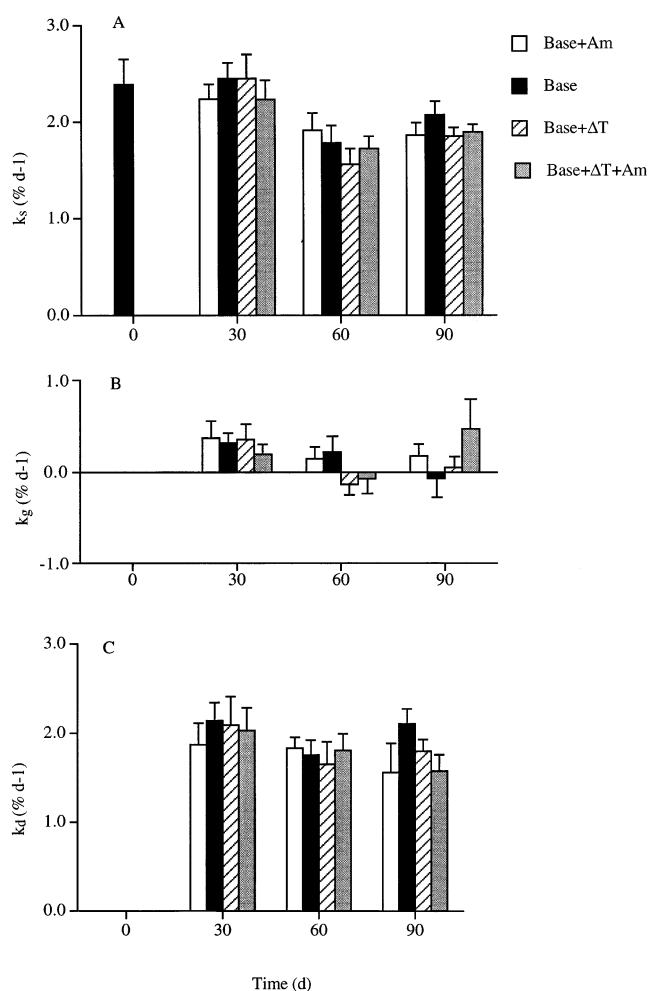 A
3.0
2.0
1.0
0.0
ks (% d-1)
0 30 60 90
Base+Am
Base
Base+ΔT
Base+ΔT+Am
B
1.0
0.0
-1.0
kg (% d-1)
0 30 60 90
C
3.0
2.0
1.0
0.0
kd (% d-1)
0 30 60 90
Time (d)